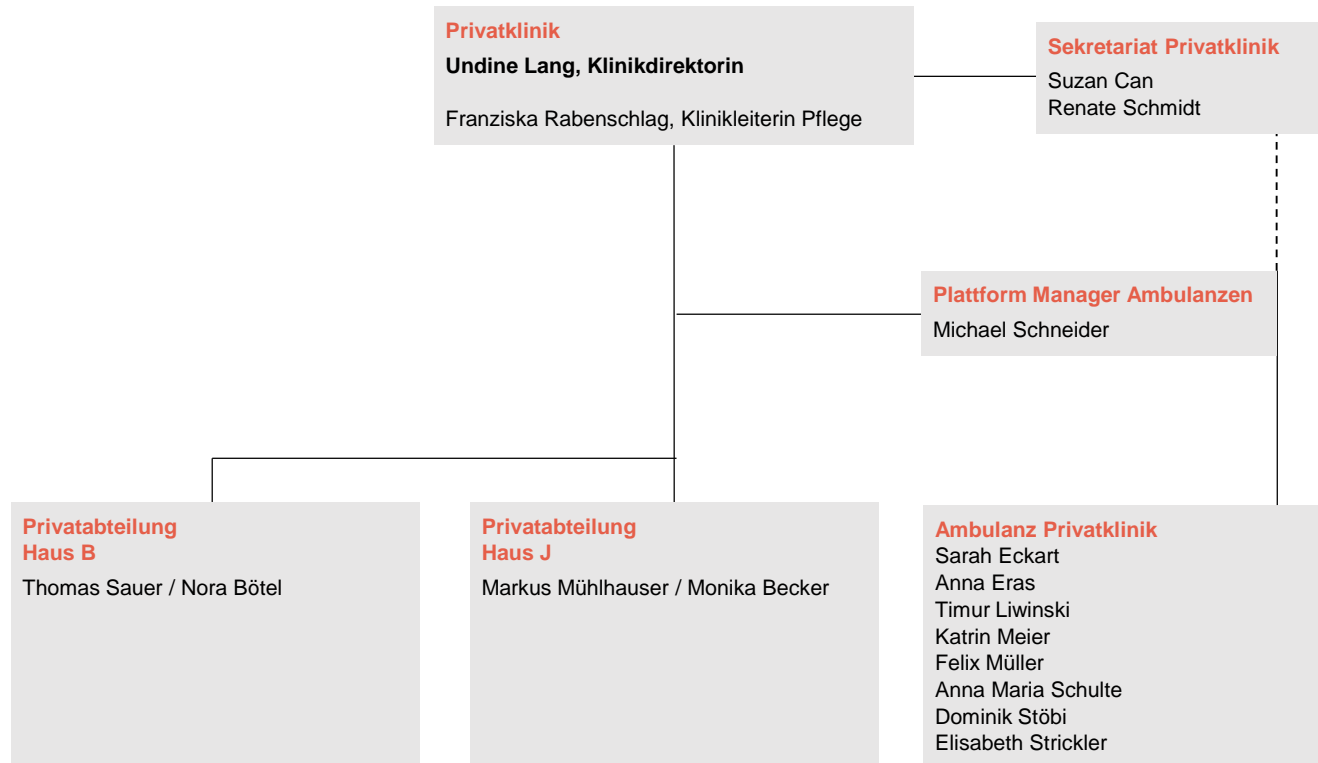 Privatklinik
Undine Lang, Klinikdirektorin
Franziska Rabenschlag, Klinikleiterin Pflege
Sekretariat Privatklinik
Suzan Can
Renate Schmidt
Plattform Manager Ambulanzen
Michael Schneider
Privatabteilung
Haus B
Thomas Sauer / Nora Bötel
Privatabteilung
Haus J
Markus Mühlhauser / Monika Becker
Ambulanz Privatklinik
Sarah Eckart
Anna Eras
Timur Liwinski
Katrin Meier
Felix Müller
Anna Maria Schulte
Dominik Stöbi
Elisabeth Strickler